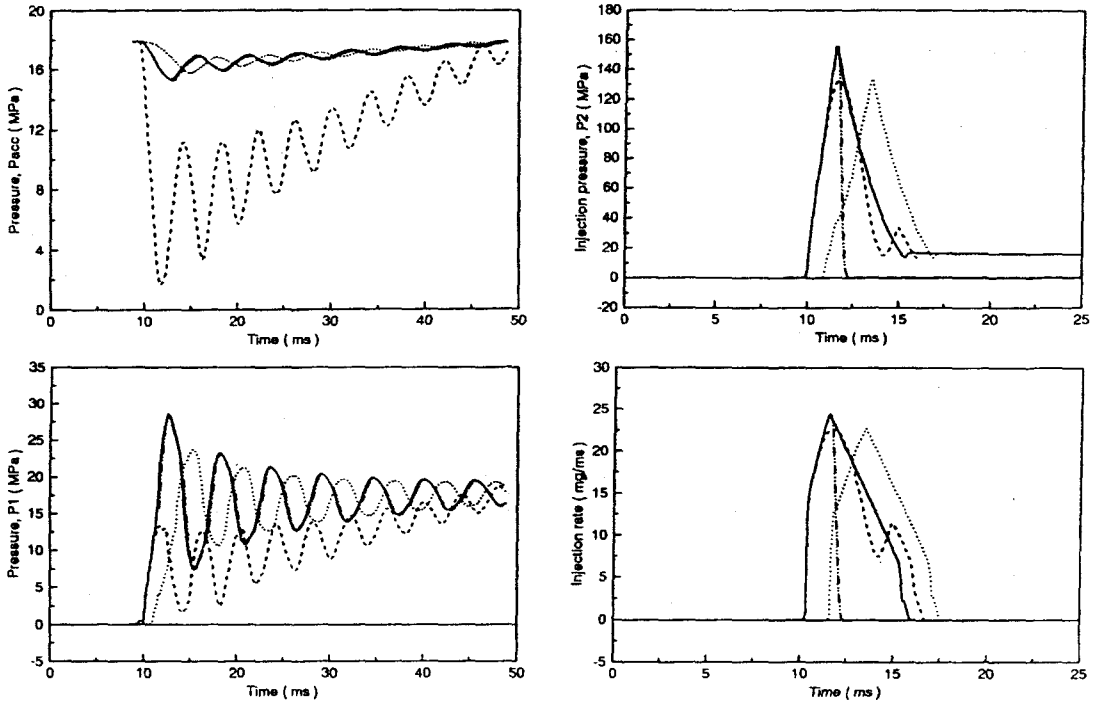 20
16
12
8
4
0
Pressure, Pacc ( MPa )
0 10 20 30 40 50
Time ( ms )
180
160
140
120
100
80
60
40
20
0
-20
Injection pressure, P2 ( MPa )
0 5 10 15 20 25
Time ( ms )
35
30
25
20
15
10
5
0
-5
Pressure, P1 ( MPa )
0 10 20 30 40 50
Time ( ms )
30
25
20
15
10
5
0
-5
Injection rate ( mg/ms )
0 5 10 15 20 25
Time ( ms )